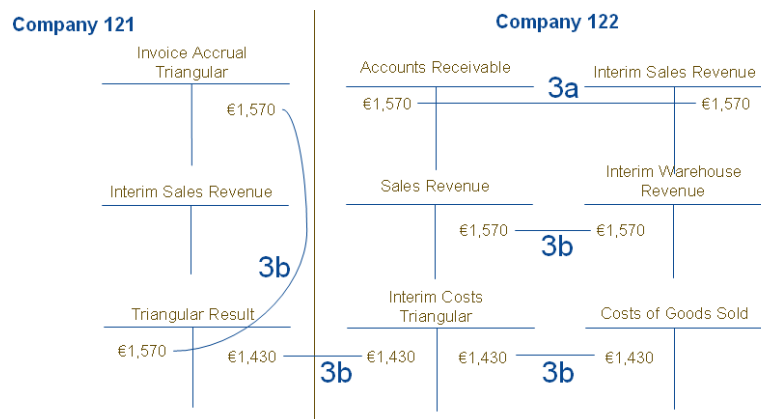 Company 121
Company 122
Invoice Accrual
Triangular
Accounts Receivable
Interim Sales Revenue
€1,570
€1,570
3a
€1,570
Interim Sales Revenue
Sales Revenue
Interim Warehouse
Revenue
€1,570
3b
€1,570
3b
Triangular Result
Interim Costs
Triangular
Costs of Goods Sold
€1,570
€1,430
3b
€1,430
€1,430
3b
€1,430